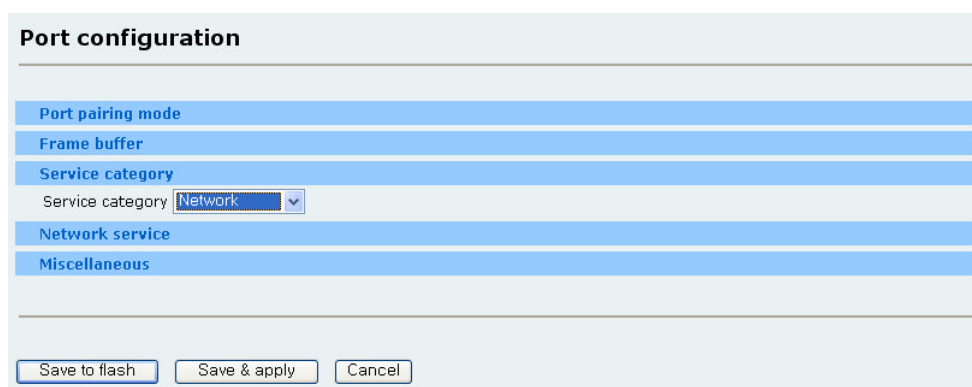 Port configuration
Port pairing mode
Frame buffer
Service category
Service category Network
Network service
Miscellaneous
Save to flash Save & apply Cancel